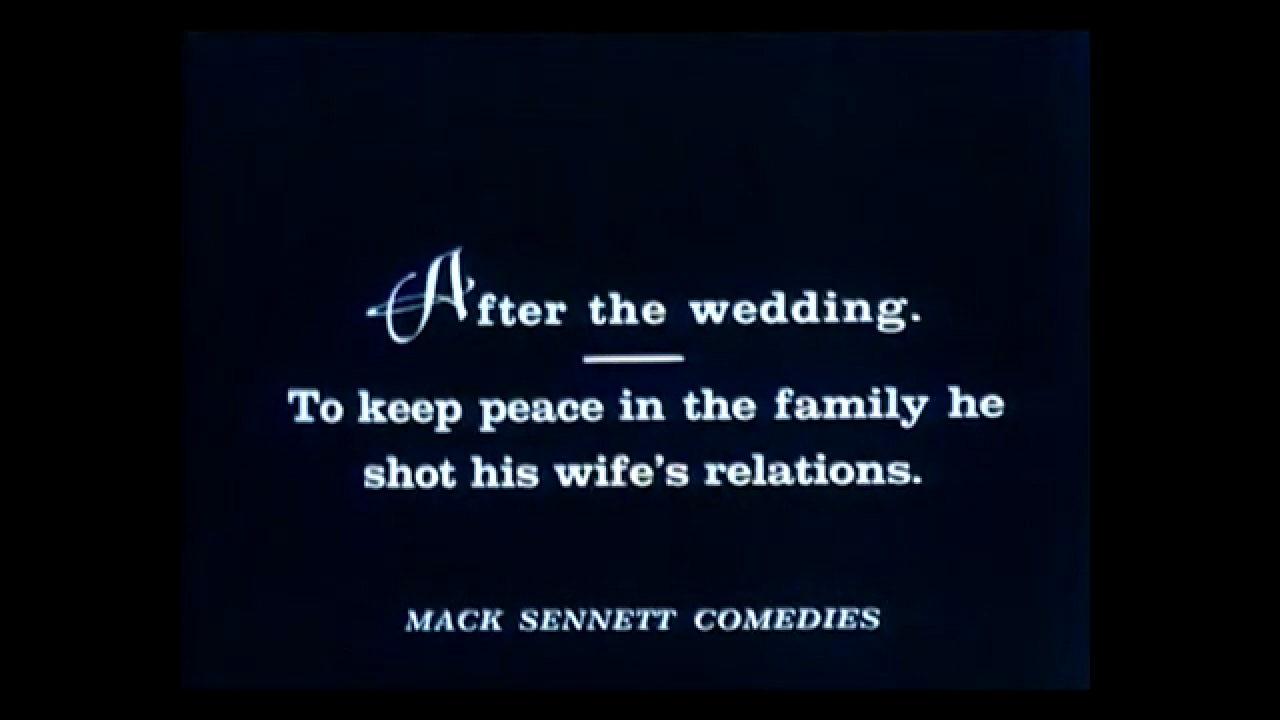 After the wedding.
To keep peace in the family he
shot his wife's relations.
MACK SENNETT COMEDIES